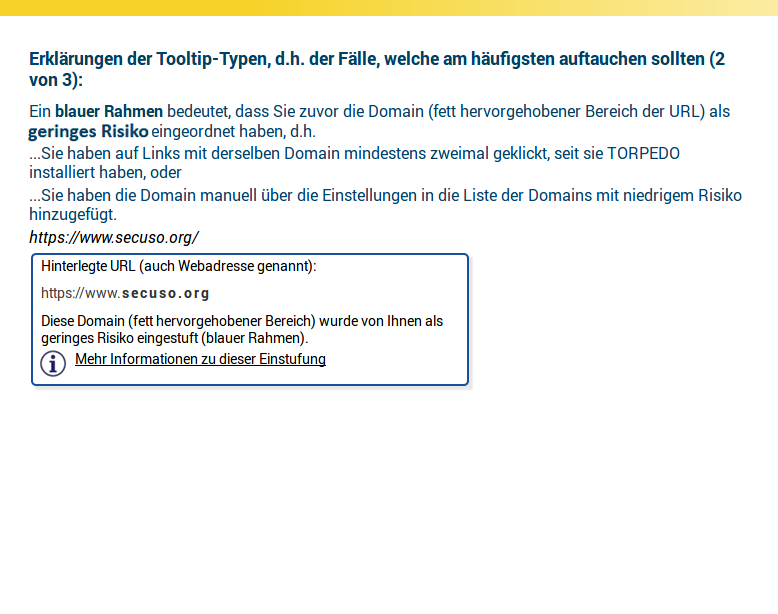 Erklärungen der Tooltip-Typen, d.h. der Fälle, welche am häufigsten auftauchen sollten (2
von 3):
Ein blauer Rahmen bedeutet, dass Sie zuvor die Domain (fett hervorgehobener Bereich der URL) als
geringes Risiko eingeordnet haben, d.h.
...Sie haben auf Links mit derselben Domain mindestens zweimal geklickt, seit sie TORPEDO
installiert haben, oder
...Sie haben die Domain manuell über die Einstellungen in die Liste der Domains mit niedrigem Risiko
hinzugefügt.
https://www.secuso.org/
Hinterlegte URL (auch Webadresse genannt):
https://www.secuso.org
Diese Domain (fett hervorgehobener Bereich) wurde von Ihnen als
geringes Risiko eingestuft (blauer Rahmen).
Mehr Informationen zu dieser Einstufung